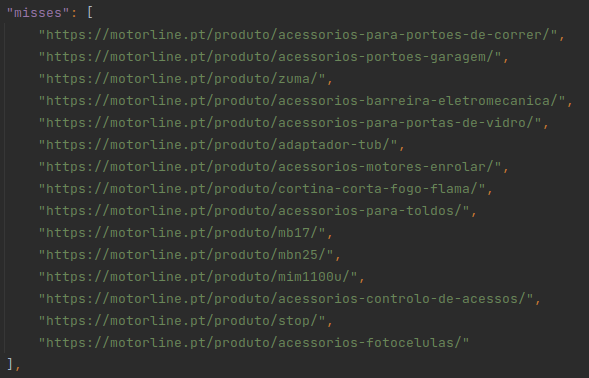 "misses": [
"https://motorline.pt/produto/acessorios-para-portoes-de-correr/",
"https://motorline.pt/produto/acessorios-portoes-garagem/",
"https://motorline.pt/produto/zuma/",
"https://motorline.pt/produto/acessorios-barreira-eletromecanica/",
"https://motorline.pt/produto/acessorios-para-portas-de-vidro/",
"https://motorline.pt/produto/adaptador-tub/",
"https://motorline.pt/produto/acessorios-motores-enrolar/",
"https://motorline.pt/produto/cortina-corta-fogo-flama/",
"https://motorline.pt/produto/acessorios-para-toldos/",
"https://motorline.pt/produto/mb17/",
"https://motorline.pt/produto/mbn25/",
"https://motorline.pt/produto/mim1100u/",
"https://motorline.pt/produto/acessorios-controlo-de-acessos/",
"https://motorline.pt/produto/stop/",
"https://motorline.pt/produto/acessorios-fotocelulas/"
],